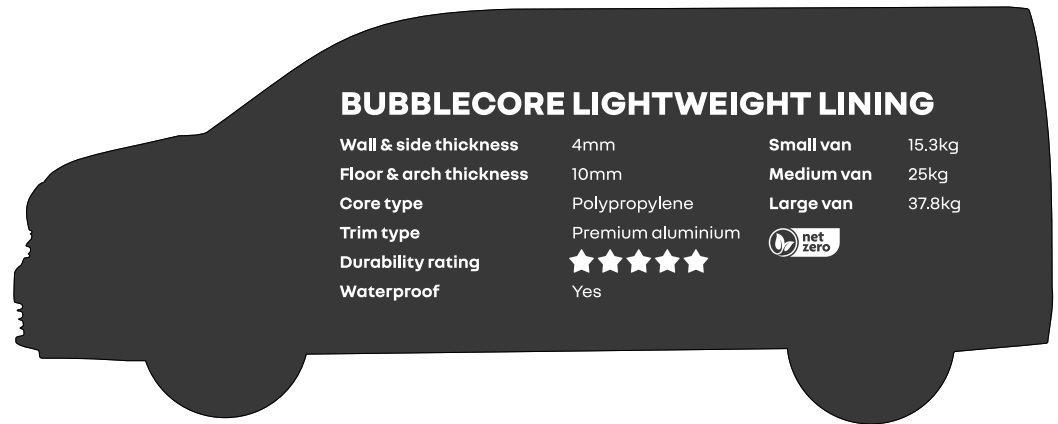 BUBBLECORE LIGHTWEIGHT LINING
Wall & side thickness 4mm Small van 15.3kg
Floor & arch thickness 10mm Medium van 25kg
Core type Polypropylene Large van 37.8kg
Trim type Premium aluminium
net
zero
Durability rating
Waterproof Yes